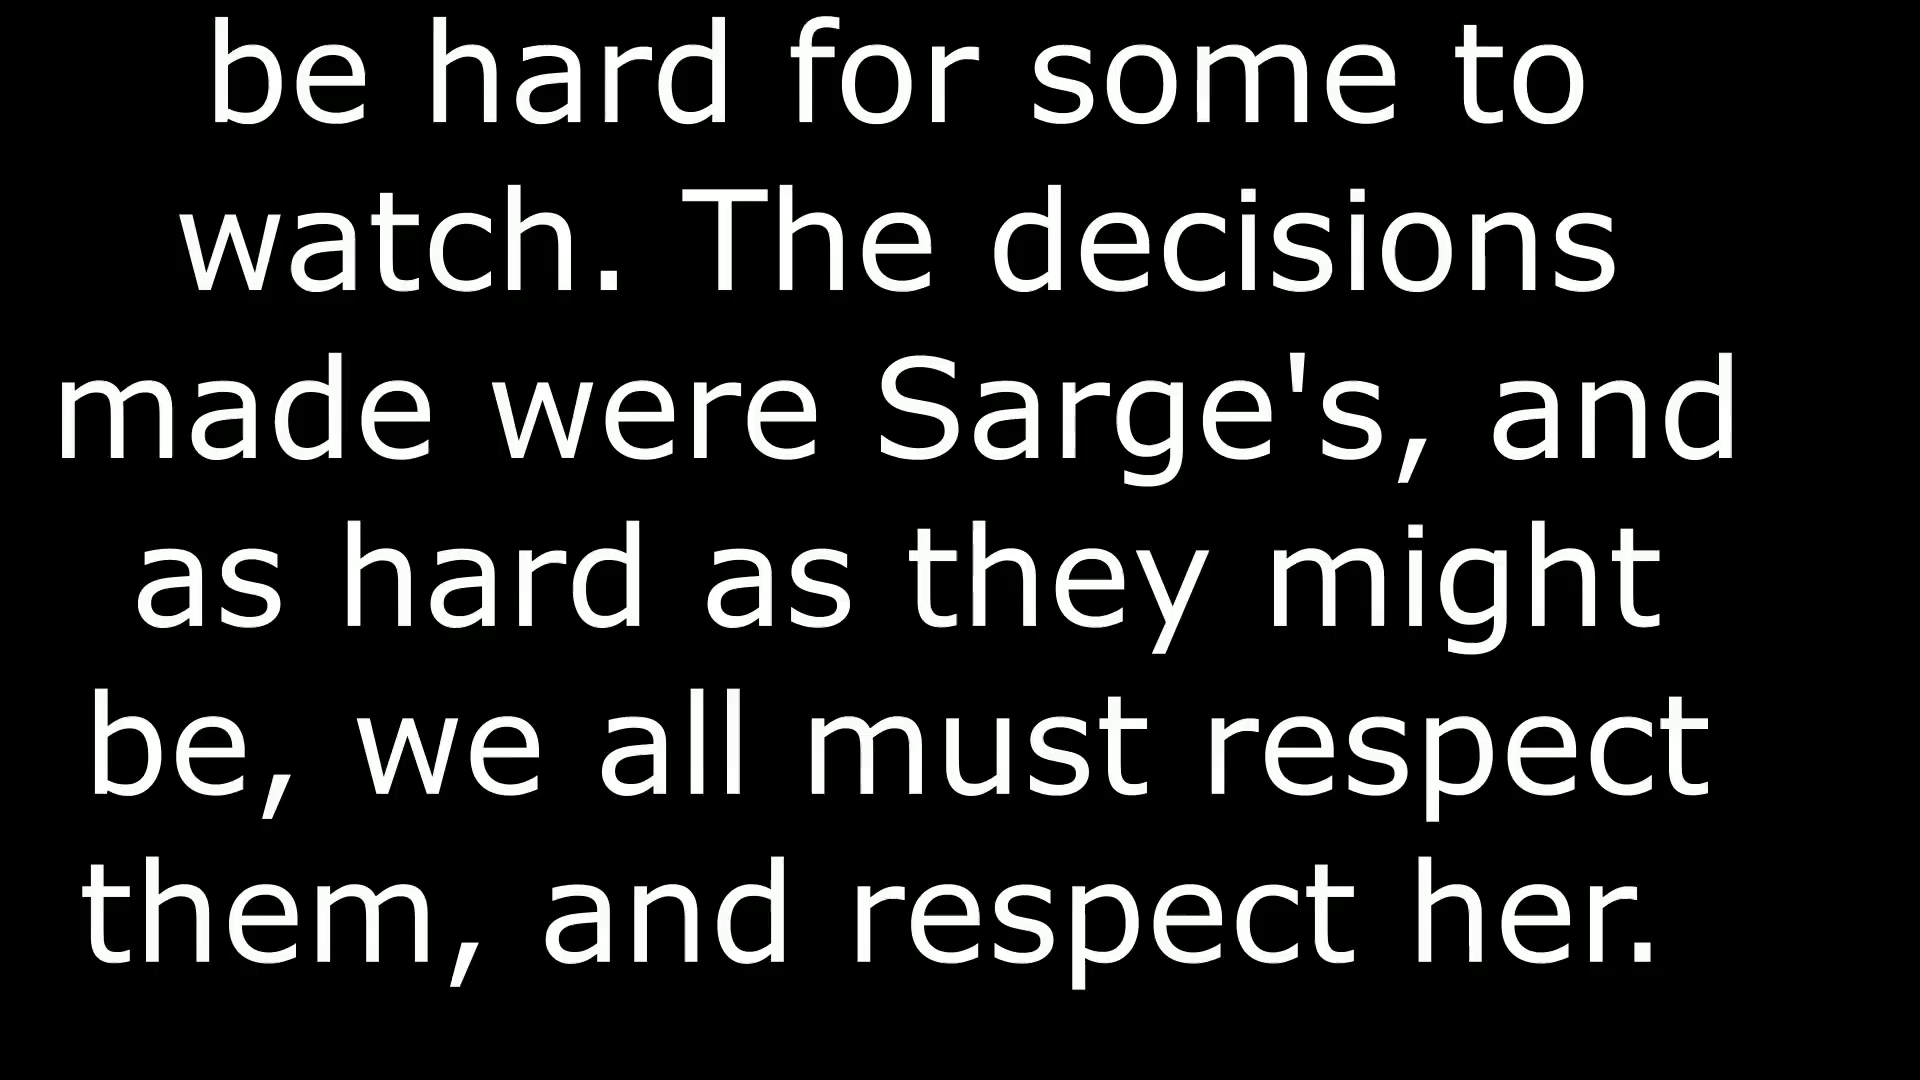 be hard for some to
watch. The decisions
made were Sarge's, and
as hard as they might
be, we all must respect
them, and respect her.